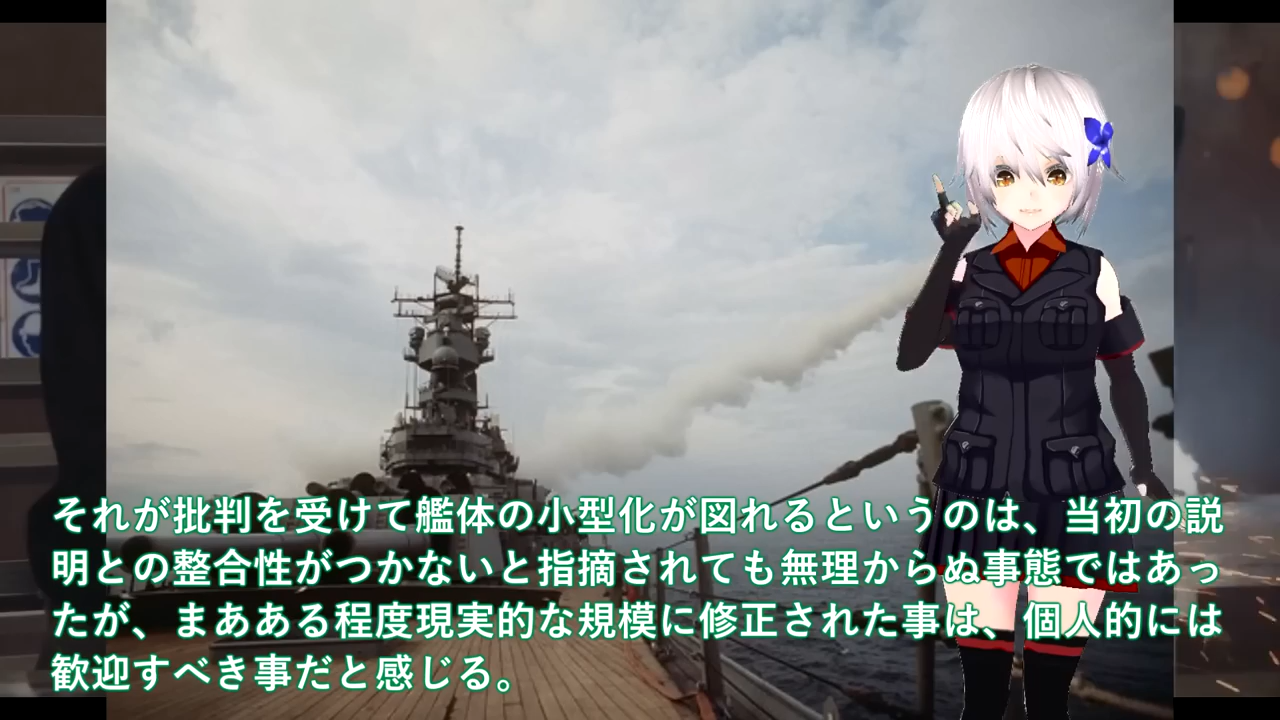 それが批判を受けて艦体の小型化が図れるというのは、当初の説
明との整合性がつかないと指摘されても無理からぬ事態ではあっ
たが、まあある程度現実的な規模に修正された事は、個人的には
歓迎すべき事だと感じる。